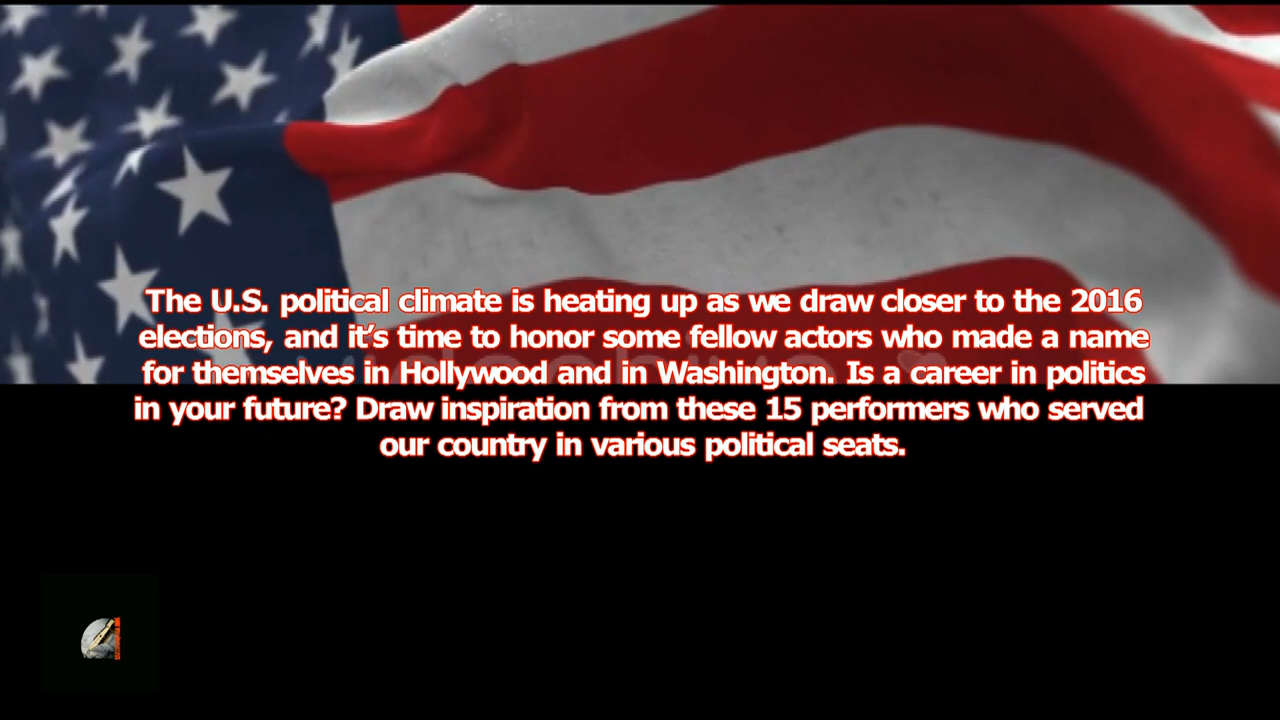 The U.S. political climate is heating up as we draw closer to the 2016
elections, and it’s time to honor some fellow actors who made a name
for themselves in Hollywood and in Washington. Is a career in politics
in your future? Draw inspiration from these 15 performers who served
our country in various political seats.